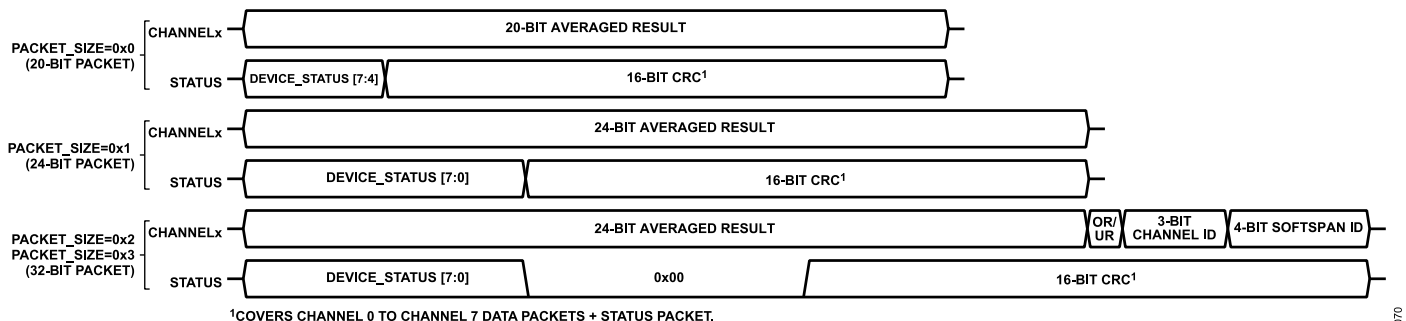 PACKET_SIZE=0x0
(20-BIT PACKET)
CHANNELx
20-BIT AVERAGED RESULT
STATUS
DEVICE_STATUS [7:4]
16-BIT CRC1
PACKET_SIZE=0x1
(24-BIT PACKET)
CHANNELx
24-BIT AVERAGED RESULT
STATUS
DEVICE_STATUS [7:0]
16-BIT CRC1
PACKET_SIZE=0x2
PACKET_SIZE=0x3
(32-BIT PACKET)
CHANNELx
24-BIT AVERAGED RESULT
OR/
UR
3-BIT
CHANNEL ID
4-BIT SOFTSPAN ID
STATUS
DEVICE_STATUS [7:0]
0x00
16-BIT CRC1
1COVERS CHANNEL 0 TO CHANNEL 7 DATA PACKETS + STATUS PACKET.
070